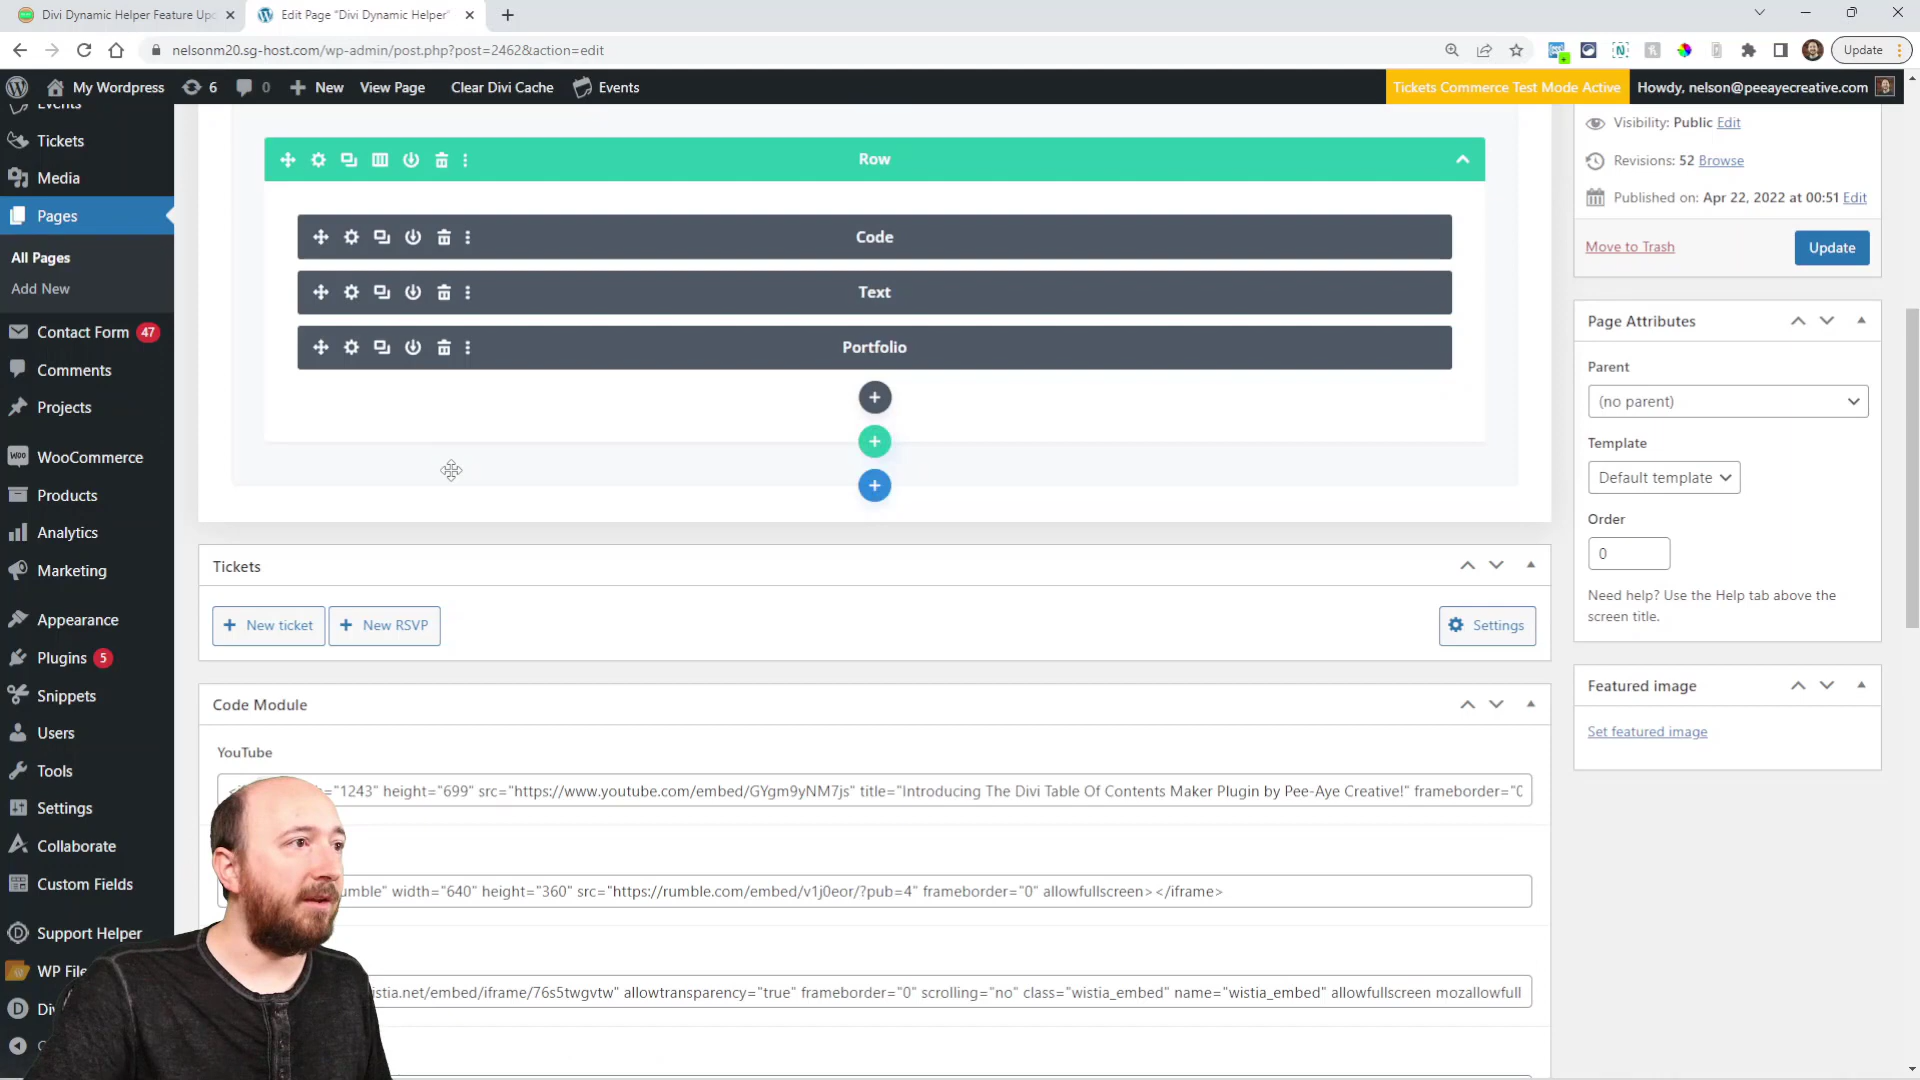 Divi Dynamic Helper Feature Upd
Edit Page "Divi Dynamic Helper"
nelsonm20.sg-host.com/wp-admin/post.php?post=2462&action=edit
Update
My Wordpress
6
0
New
View Page
Clear Divi Cache
Events
Tickets Commerce Test Mode Active
Howdy, nelson@peeayecreative.com
Events
Tickets
Media
Pages
All Pages
Add New
Contact Form 47
Comments
Projects
WooCommerce
Products
Analytics
Marketing
Appearance
Plugins 5
Snippets
Users
Tools
Settings
Collaborate
Custom Fields
Support Helper
WP File
Div
Row
Code
Text
Portfolio
Tickets
New ticket
New RSVP
Settings
Code Module
YouTube
="1243" height="699" src="https://www.youtube.com/embed/GYgm9yNM7js" title="Introducing The Divi Table Of Contents Maker Plugin by Pee-Aye Creative!" frameborder="0
umble" width="640" height="360" src="https://rumble.com/embed/v1j0eor/?pub=4" frameborder="0" allowfullscreen></iframe>
istia.net/embed/iframe/76s5twgvtw" allowtransparency="true" frameborder="0" scrolling="no" class="wistia_embed" name="wistia_embed" allowfullscreen mozallowfull
Visibility: Public Edit
Revisions: 52 Browse
Published on: Apr 22, 2022 at 00:51 Edit
Move to Trash
Update
Page Attributes
Parent
(no parent)
Template
Default template
Order
0
Need help? Use the Help tab above the
screen title.
Featured image
Set featured image